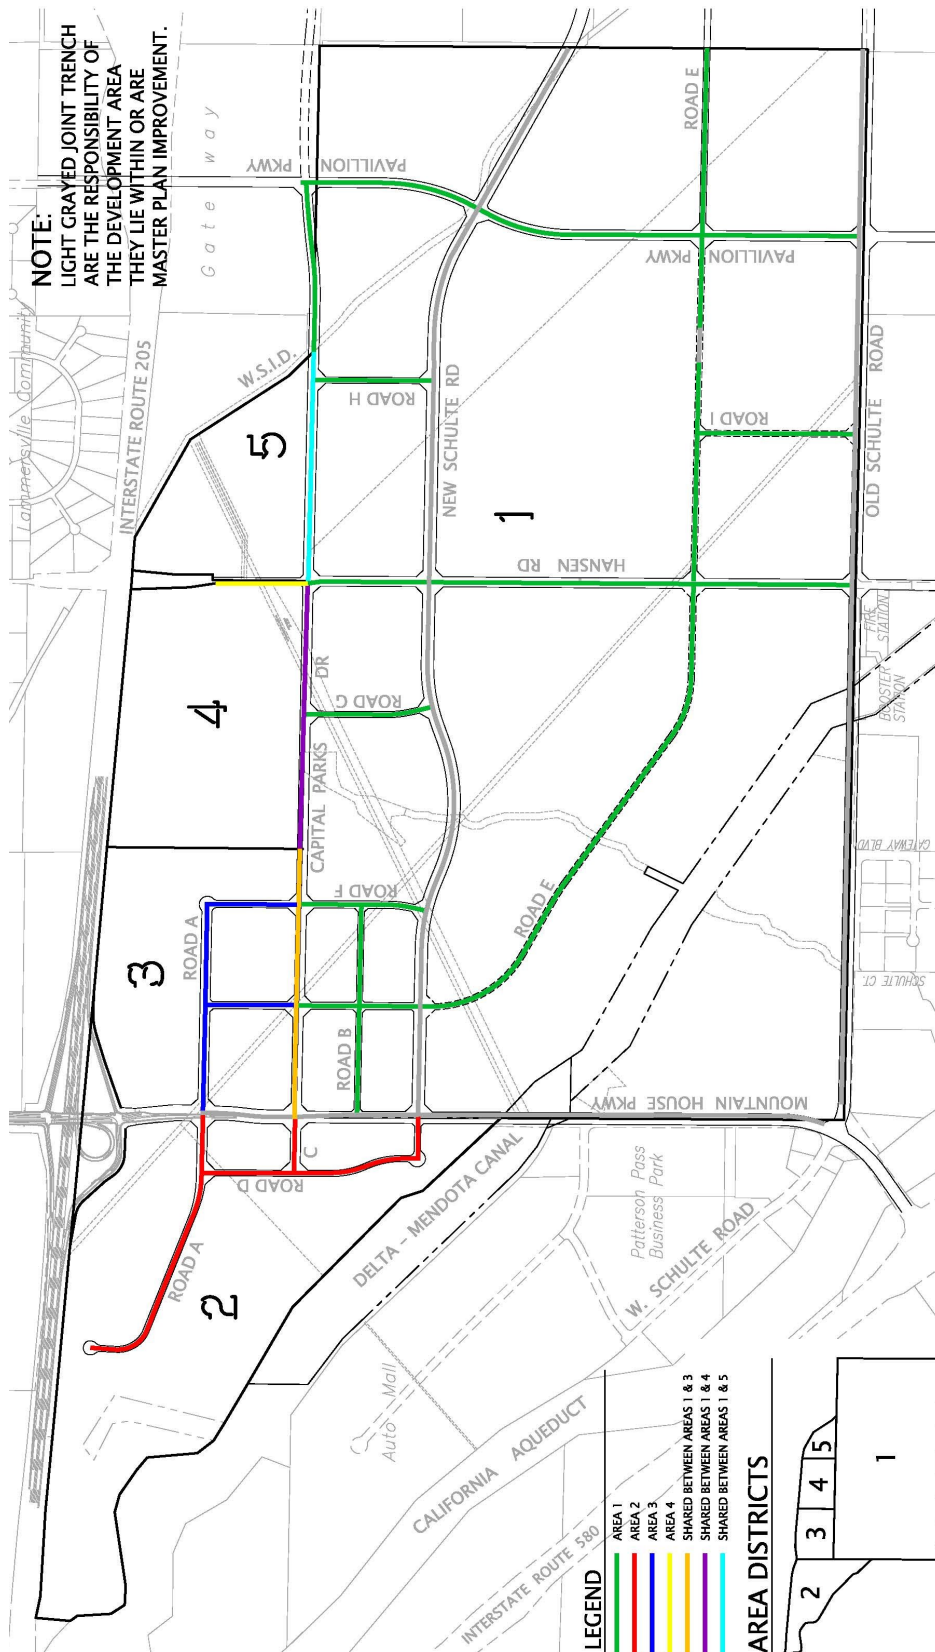 NOTE:
LIGHT GRAYED JOINT TRENCH
ARE THE RESPONSIBILITY OF
THE DEVELOPMENT AREA
THEY LIE WITHIN OR ARE
MASTER PLAN IMPROVEMENT.
Lammersville Community
Gateway
INTERSTATE ROUTE 205
W.S.I.D.
PAVILLION PKWY
PAVILLION PKWY
ROAD E
ROAD H
NEW SCHULTE RD
ROAD I
OLD SCHULTE ROAD
HANSEN RD
5
1
4
3
2
CAPITAL PARKS DR
ROAD G
ROAD F
ROAD E
ROAD A
ROAD B
C
ROAD D
ROAD A
MOUNTAIN HOUSE PKWY
FIRE
STATION
BOOSTER
STATION
GATEWAY BLVD
SCHULTE CT.
DELTA - MENDOTA CANAL
Patterson Pass
Business Park
W. SCHULTE ROAD
Auto Mall
CALIFORNIA AQUEDUCT
INTERSTATE ROUTE 580
LEGEND
AREA 1
AREA 2
AREA 3
AREA 4
SHARED BETWEEN AREAS 1 & 3
SHARED BETWEEN AREAS 1 & 4
SHARED BETWEEN AREAS 1 & 5
AREA DISTRICTS
2
3
4
5
1